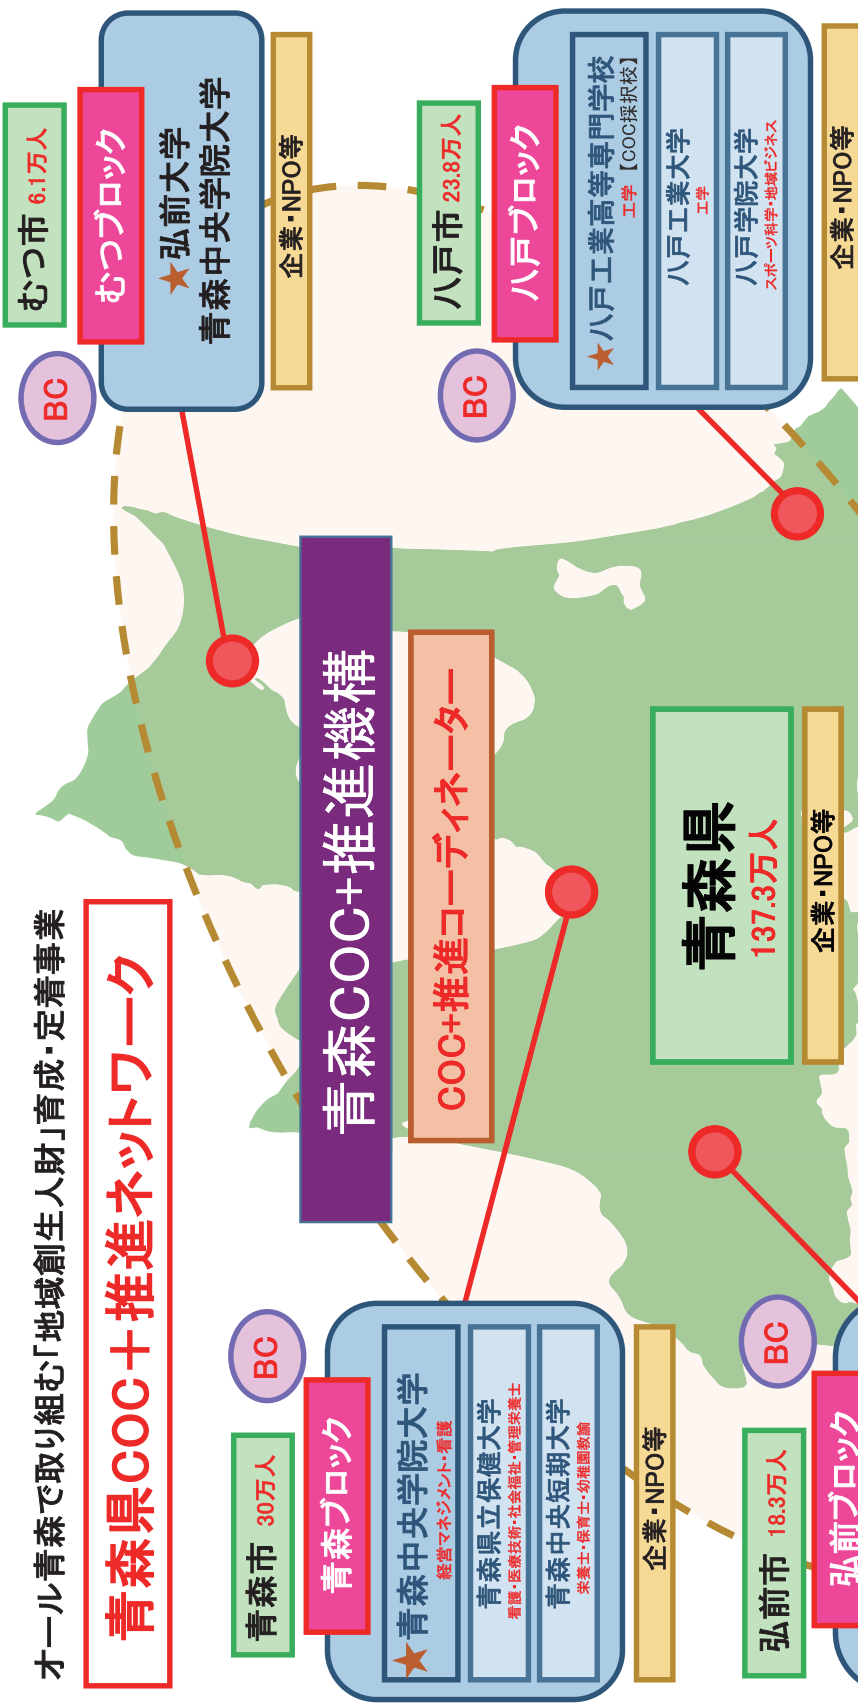 オール青森で取り組む｢地域創生人財｣育成・定着事業
青森県COC＋推進ネットワーク
青森市 30万人
BC
青森ブロック
★青森中央学院大学
経営マネジメント・看護
青森県立保健大学
看護・医療技術・社会福祉・管理栄養士
青森中央短期大学
栄養士・保育士・幼稚園教諭
企業・NPO等
弘前市 18.3万人
BC
弘前ブロック
青森COC+推進機構
COC+推進コーディネーター
青森県
137.3万人
企業・NPO等
むつ市 6.1万人
BC
むつブロック
★弘前大学
青森中央学院大学
企業・NPO等
八戸市 23.8万人
BC
八戸ブロック
★八戸工業高等専門学校
工学 【COC採択校】
八戸工業大学
工学
八戸学院大学
スポーツ科学・地域ビジネス
企業・NPO等